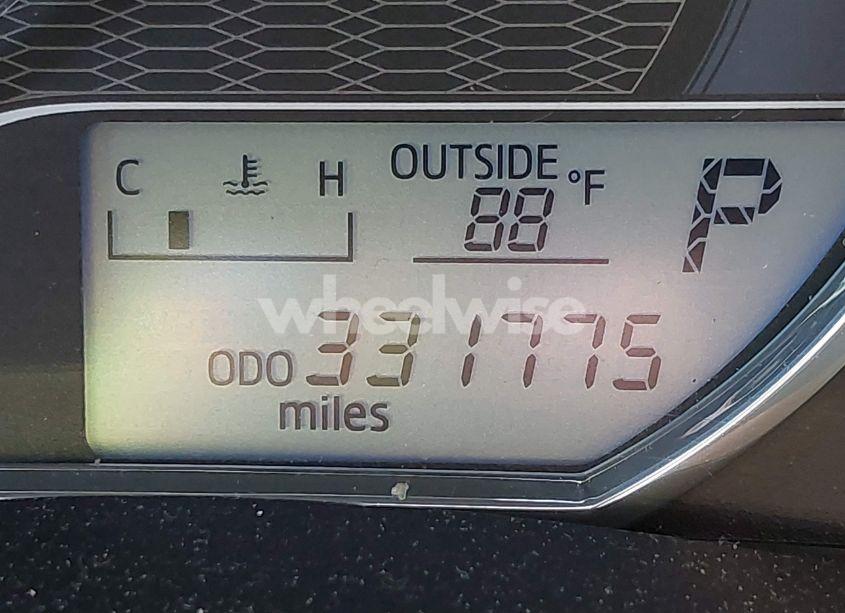 C H
OUTSIDE
88 °F
P
wheelwise
ODO 331775
miles